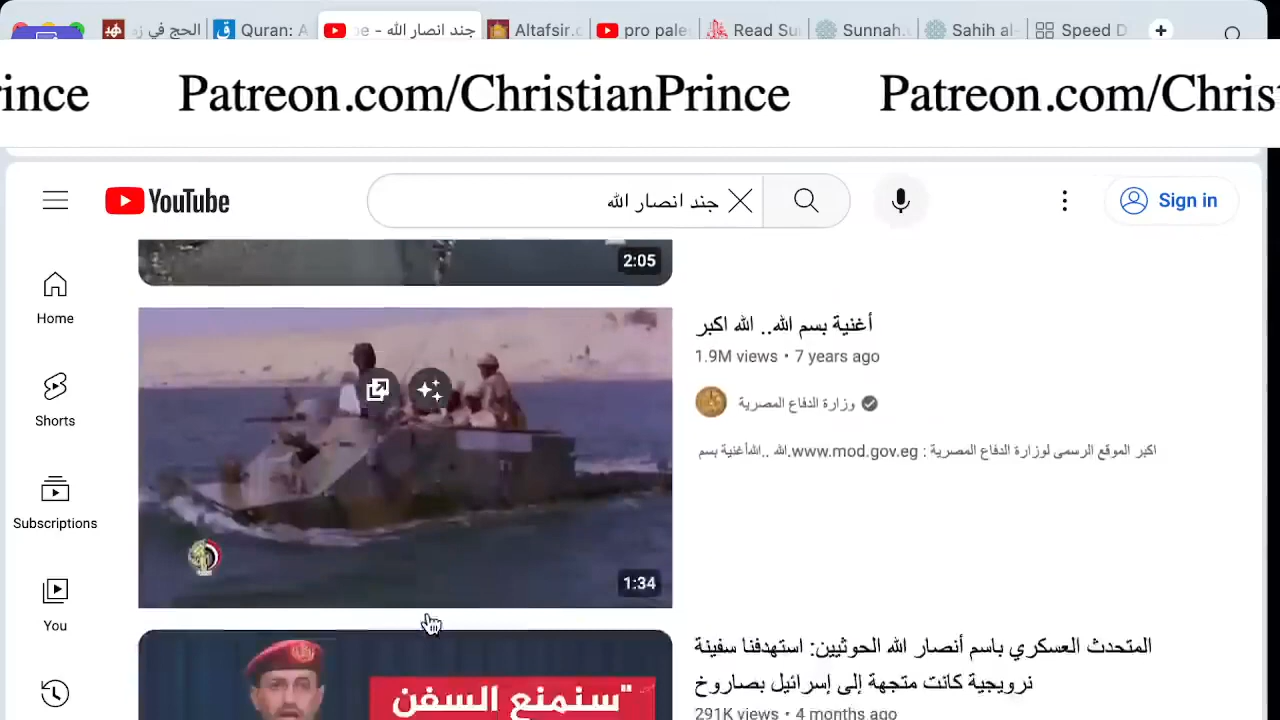 الحج في زم
Quran: A
جند انصار الله - be
Altafsir.c
pro pale
Read Su
Sunnah.
Sahih al-
Speed D
rince Patreon.com/ChristianPrince Patreon.com/Chris
YouTube
جند انصار الله
Sign in
2:05
Home
Shorts
Subscriptions
You
أغنية بسم الله.. الله اكبر
1.9M views • 7 years ago
وزارة الدفاع المصرية
اكبر الموقع الرسمى لوزارة الدفاع المصرية : www.mod.gov.eg.الله ..اللهأغنية بسم
1:34
المتحدث العسكري باسم أنصار الله الحوثيين: استهدفنا سفينة
نرويجية كانت متجهة إلى إسرائيل بصاروخ
291K views • 4 months ago
"سنمنع السفن